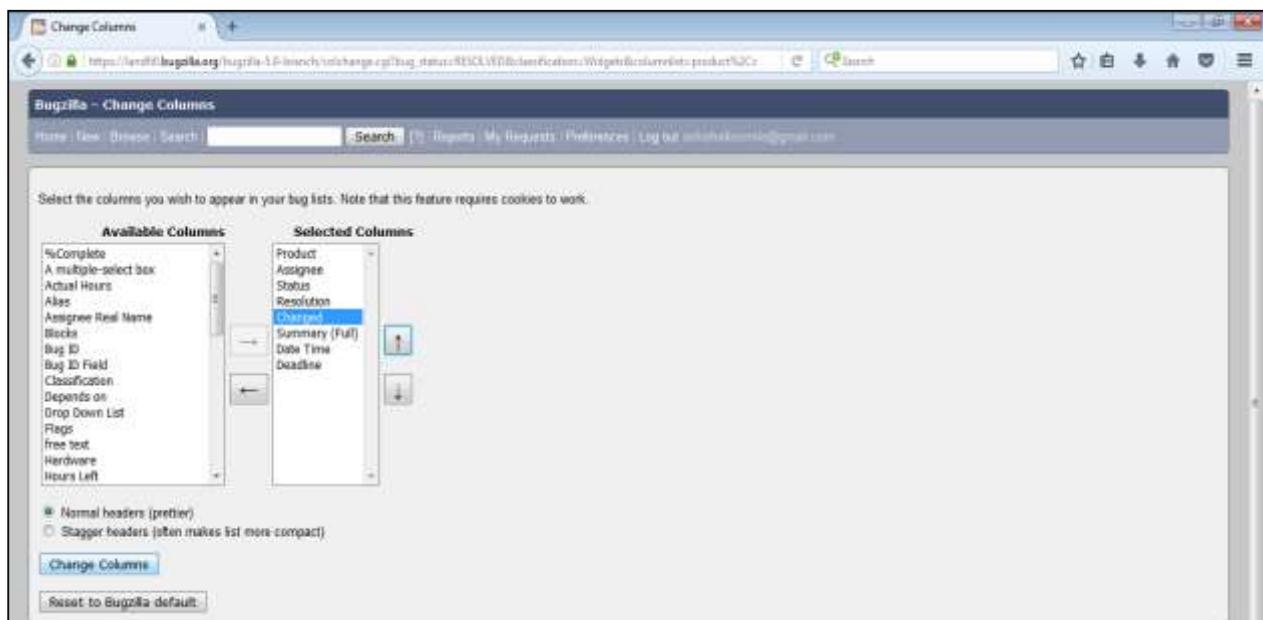 Change Columns
Search
Bugzilla – Change Columns
Home New Browse Search Search [?] Reports My Requests Preferences Log out
Select the columns you wish to appear in your bug lists. Note that this feature requires cookies to work.
Available Columns Selected Columns
%Complete
A multiple-select box
Actual Hours
Alias
Assignee Real Name
Blocks
Bug ID
Bug ID Field
Classification
Depends on
Drop Down List
Flags
free text
Hardware
Hours Left
Product
Assignee
Status
Resolution
Changed
Summary (Full)
Date Time
Deadline
→
←
↑
↓
Normal headers (prettier)
Stagger headers (often makes list more compact)
Change Columns
Reset to Bugzilla default